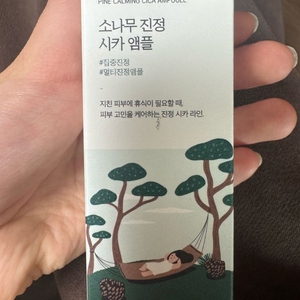 PINE CALMING CICA AMPOULE
소나무 진정
시카 앰플
#집중진정
#멀티진정앰플
지친 피부에 휴식이 필요할 때,
피부 고민을 케어하는 진정 시카 라인.